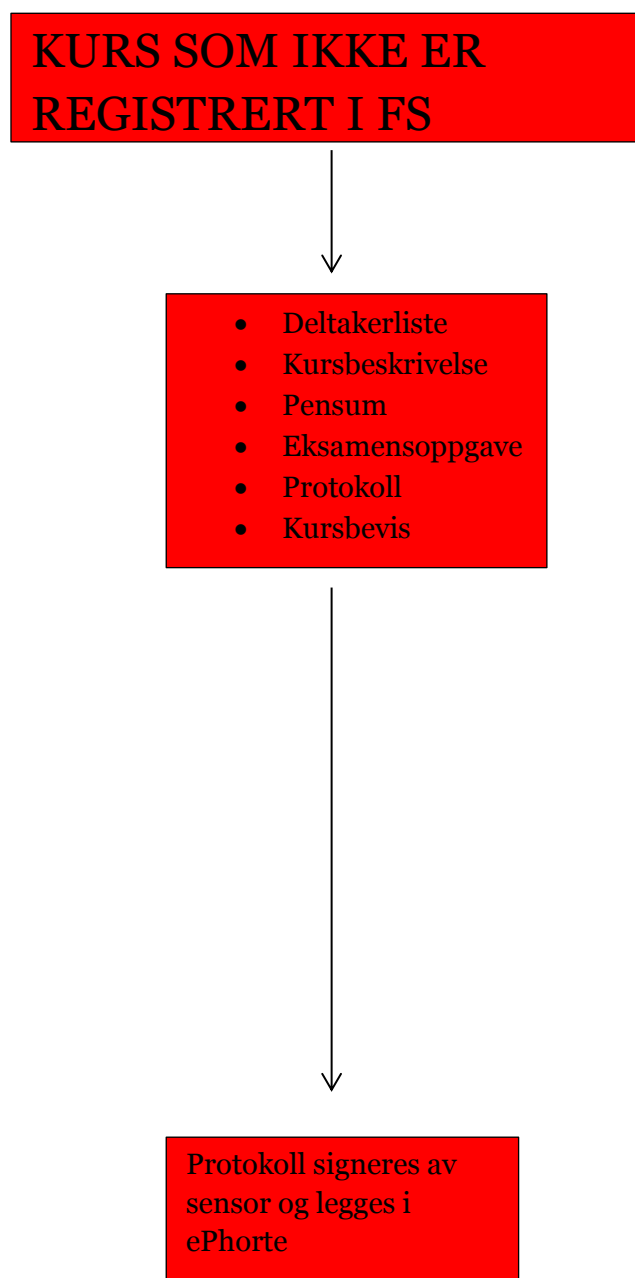 KURS SOM IKKE ER
REGISTRERT I FS
• Deltakerliste
• Kursbeskrivelse
• Pensum
• Eksamensoppgave
• Protokoll
• Kursbevis
Protokoll signeres av
sensor og legges i
ePhorte